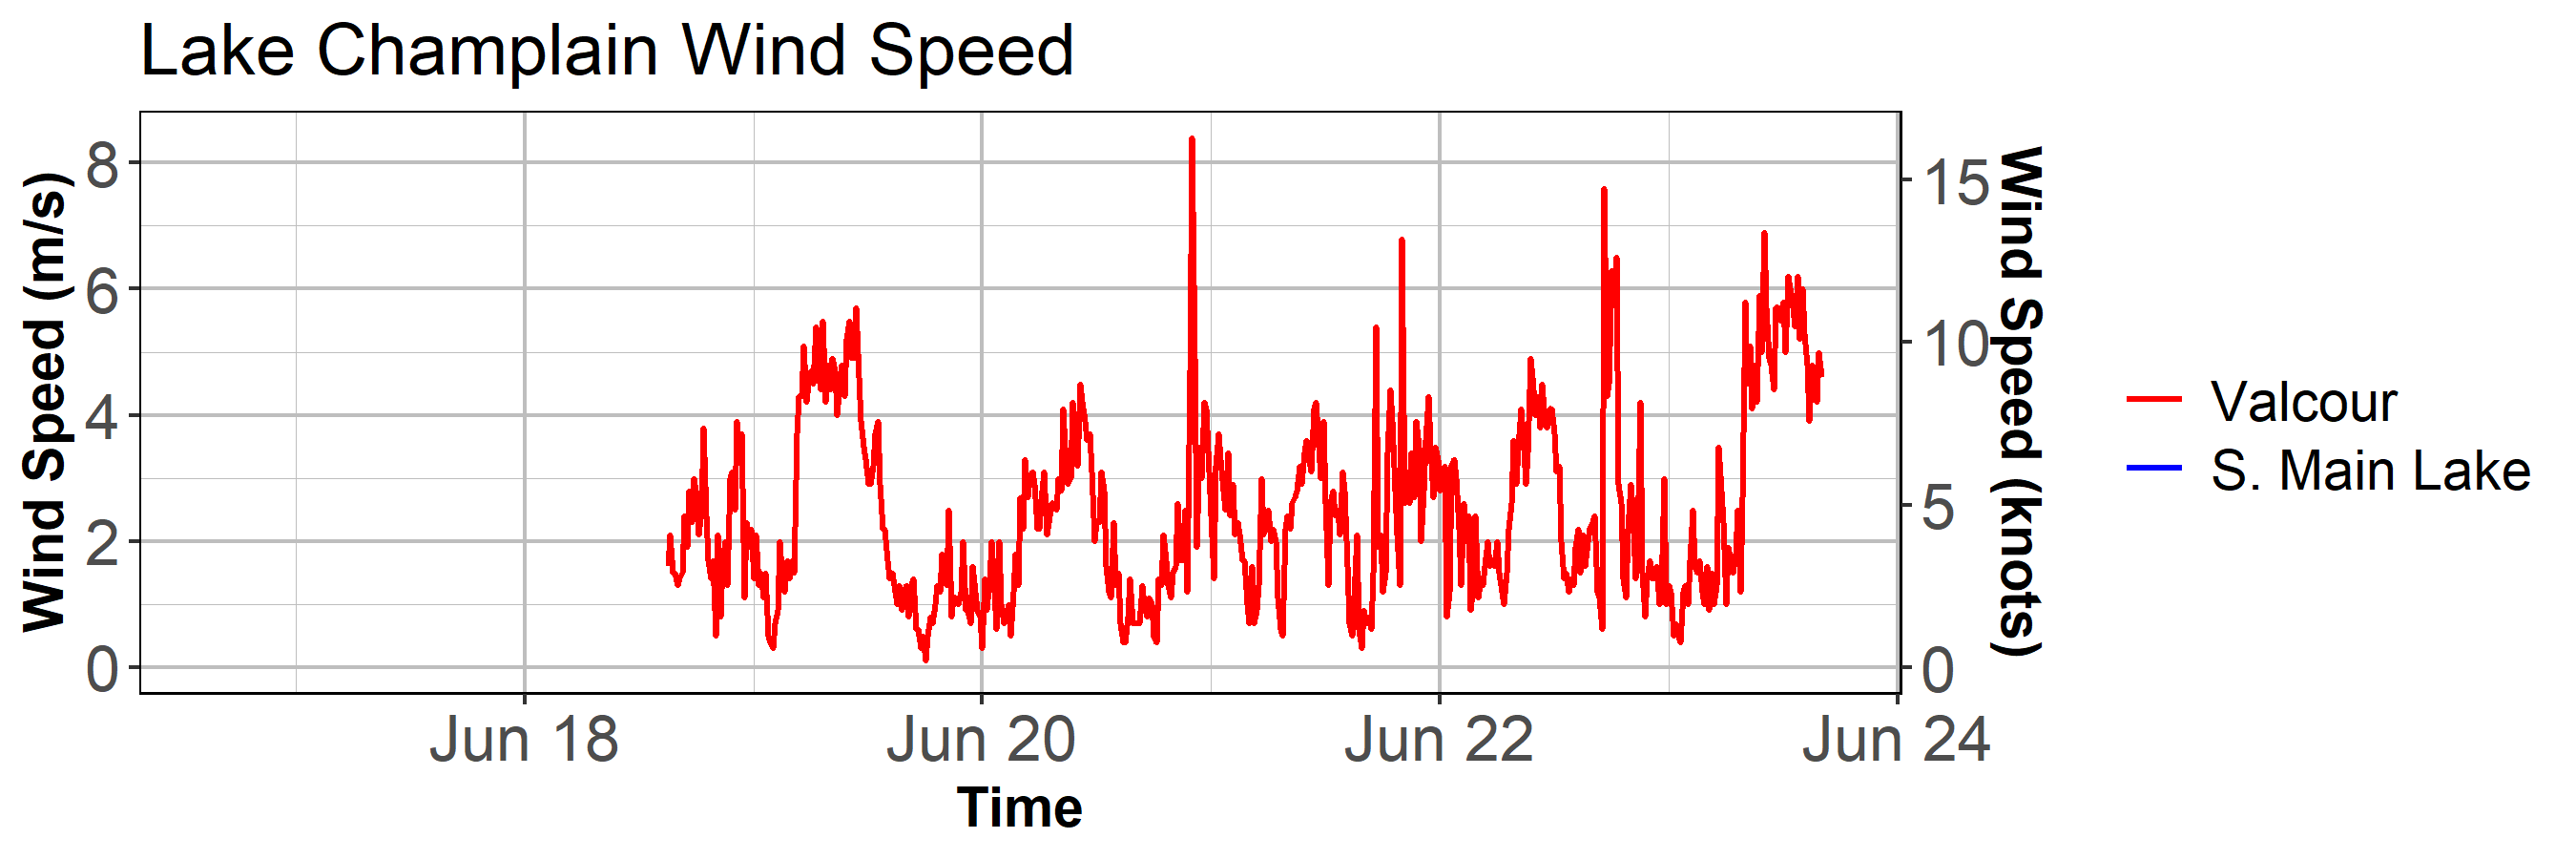 Lake Champlain Wind Speed
Wind Speed (m/s)
8
6
4
2
0
15
10
5
0
Wind Speed (knots)
Jun 18
Jun 20
Jun 22
Jun 24
Time
Valcour
S. Main Lake